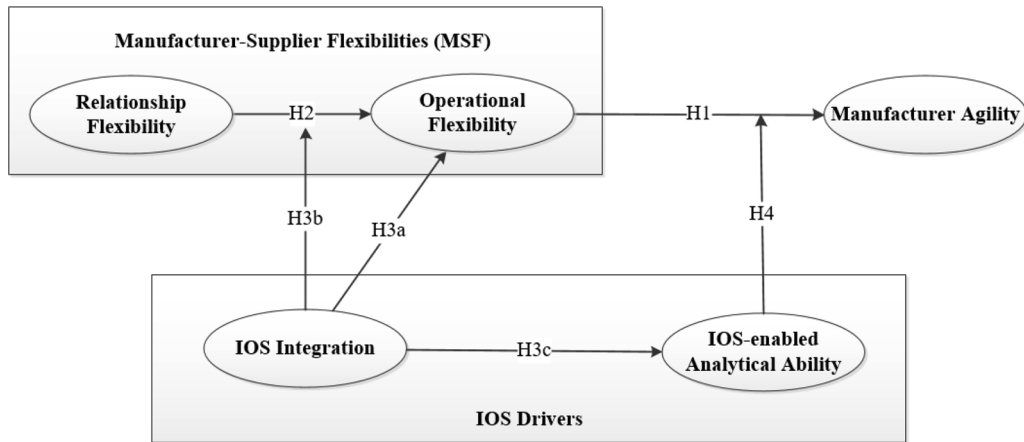 Manufacturer-Supplier Flexibilities (MSF)
Relationship
Flexibility
H2
Operational
Flexibility
H1
Manufacturer Agility
H3b
H3a
H4
IOS Integration
H3c
IOS-enabled
Analytical Ability
IOS Drivers